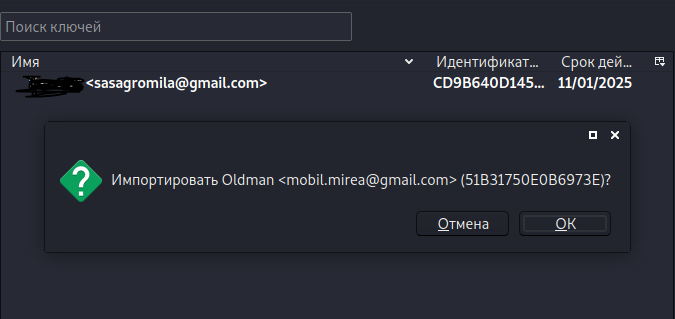 Поиск ключей
Имя Идентификат... Срок дей...
<sasagromila@gmail.com> CD9B640D145... 11/01/2025
Импортировать Oldman <mobil.mirea@gmail.com> (51B31750E0B6973E)?
Отмена OK